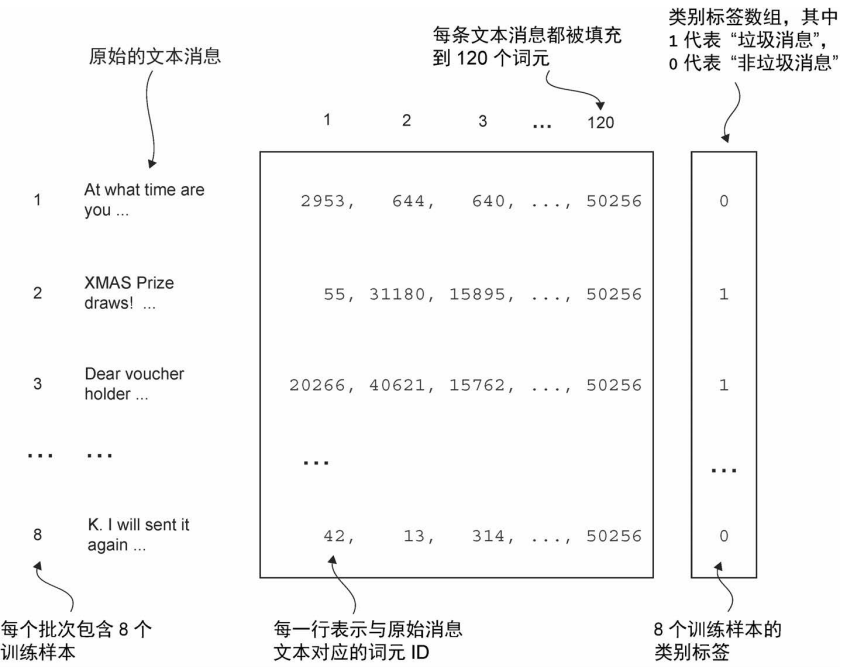 原始的文本消息
每条文本消息都被填充
到 120 个词元
类别标签数组，其中
1 代表“垃圾消息”，
0 代表“非垃圾消息”
1 2 3 ... 120
1 At what time are
you ...
2953, 644, 640, ..., 50256 0
2 XMAS Prize
draws! ...
55, 31180, 15895, ..., 50256 1
3 Dear voucher
holder ...
20266, 40621, 15762, ..., 50256 1
... ... ... ...
8 K. I will sent it
again ...
42, 13, 314, ..., 50256 0
每个批次包含 8 个
训练样本
每一行表示与原始消息
文本对应的词元 ID
8 个训练样本的
类别标签